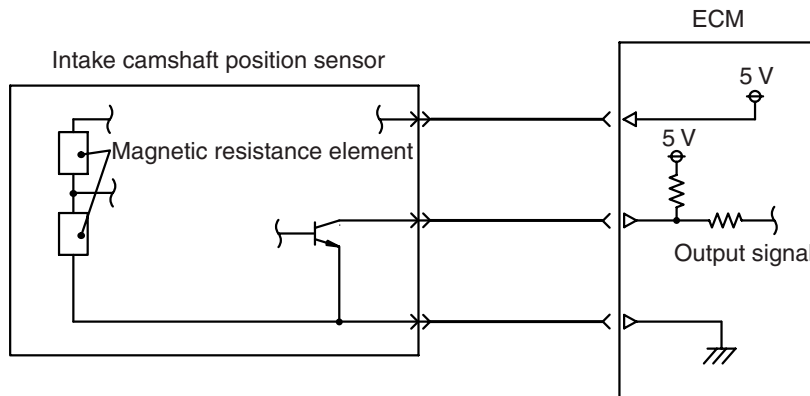 ECM
Intake camshaft position sensor
5 V
5 V
Magnetic resistance element
Output signal